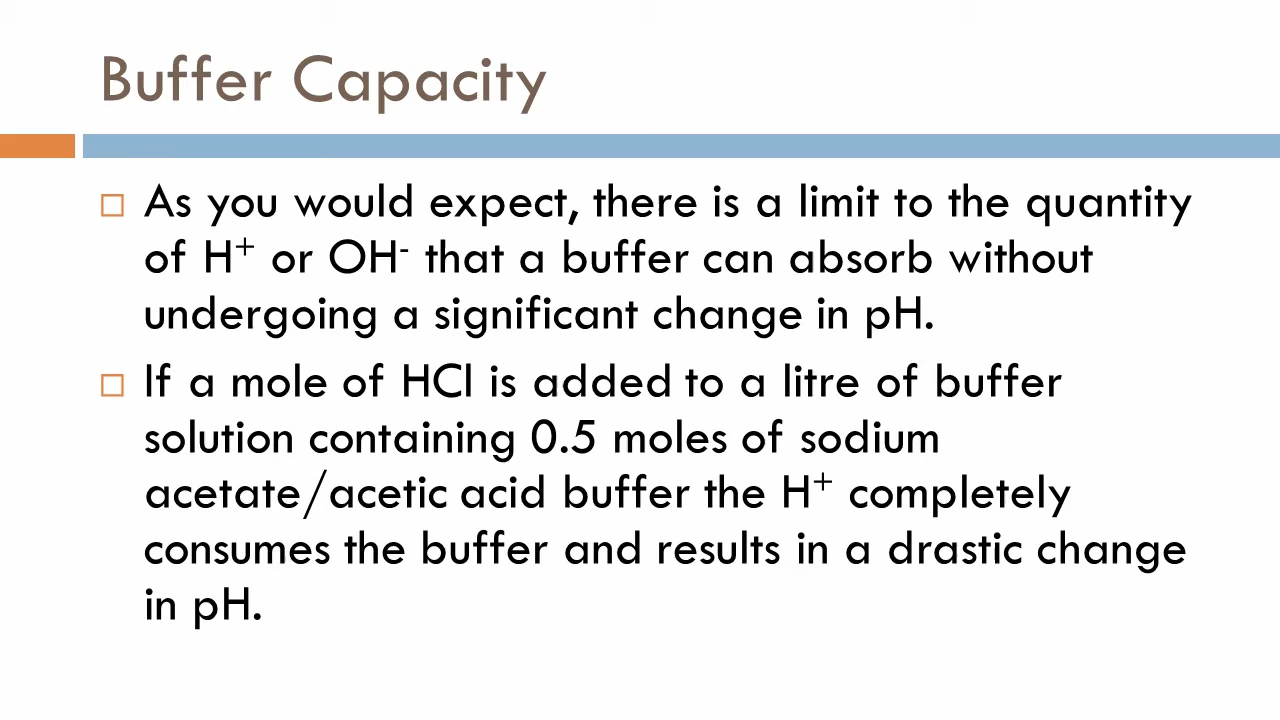 Buffer Capacity
As you would expect, there is a limit to the quantity
of H⁺ or OH⁻ that a buffer can absorb without
undergoing a significant change in pH.
If a mole of HCl is added to a litre of buffer
solution containing 0.5 moles of sodium
acetate/acetic acid buffer the H⁺ completely
consumes the buffer and results in a drastic change
in pH.